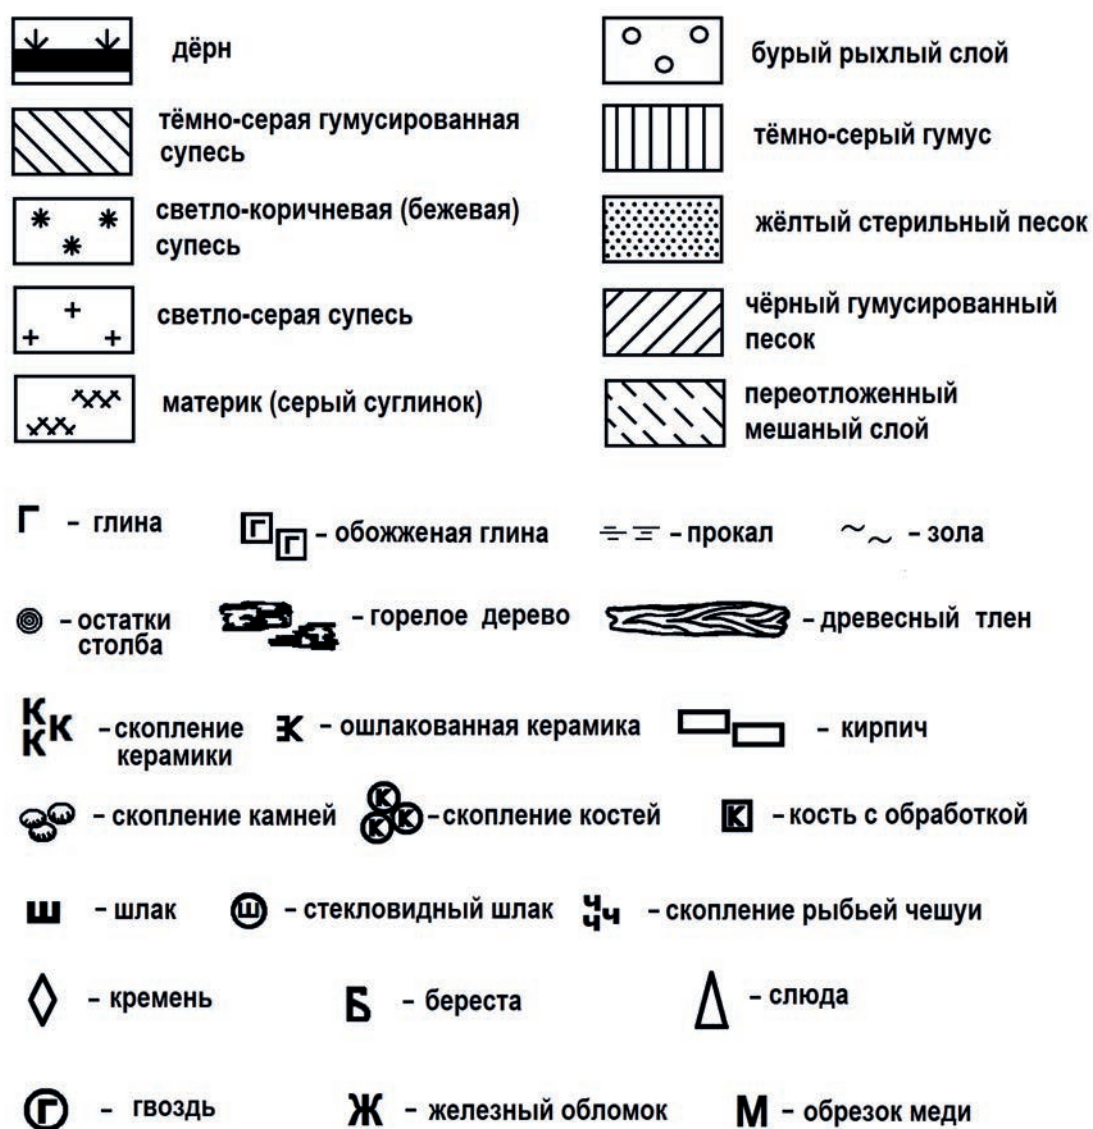 дёрн
бурый рыхлый слой
тёмно-серая гумусированная
супесь
тёмно-серый гумус
светло-коричневая (бежевая)
супесь
жёлтый стерильный песок
светло-серая супесь
чёрный гумусированный
песок
материк (серый суглинок)
переотложенный
мешаный слой
Г – глина
Г Г – обожженая глина
– прокал
– зола
– остатки
столба
– горелое дерево
– древесный тлен
К К К – скопление
керамики
К – ошлакованная керамика
– кирпич
– скопление камней
К К К – скопление костей
К – кость с обработкой
Ш – шлак
Ш – стекловидный шлак
Ч Ч Ч – скопление рыбьей чешуи
– кремень
Б – береста
– слюда
Г – гвоздь
Ж – железный обломок
М – обрезок меди